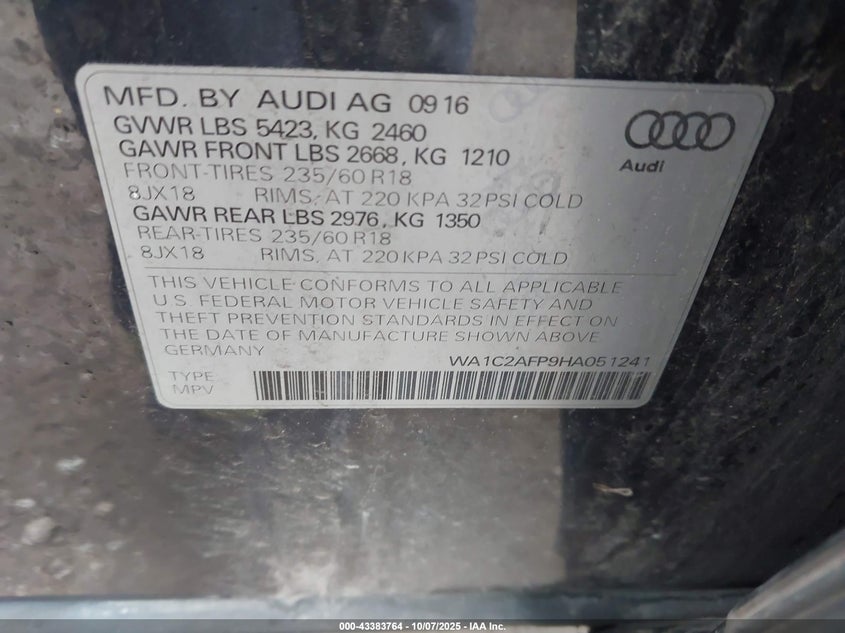 MFD. BY AUDI AG 09 16
GVWR LBS 5423, KG 2460
GAWR FRONT LBS 2668, KG 1210
FRONT-TIRES 235/60 R18
8JX18 RIMS, AT 220 KPA 32 PSI COLD
GAWR REAR LBS 2976, KG 1350
REAR-TIRES 235/60 R18
8JX18 RIMS, AT 220 KPA 32 PSI COLD
Audi
THIS VEHICLE CONFORMS TO ALL APPLICABLE
U.S. FEDERAL MOTOR VEHICLE SAFETY AND
THEFT PREVENTION STANDARDS IN EFFECT ON
THE DATE OF MANUFACTURE SHOWN ABOVE
GERMANY WA1C2AFP9HA051241
TYPE
MPV
000-43383764 - 10/07/2025 - IAA Inc.